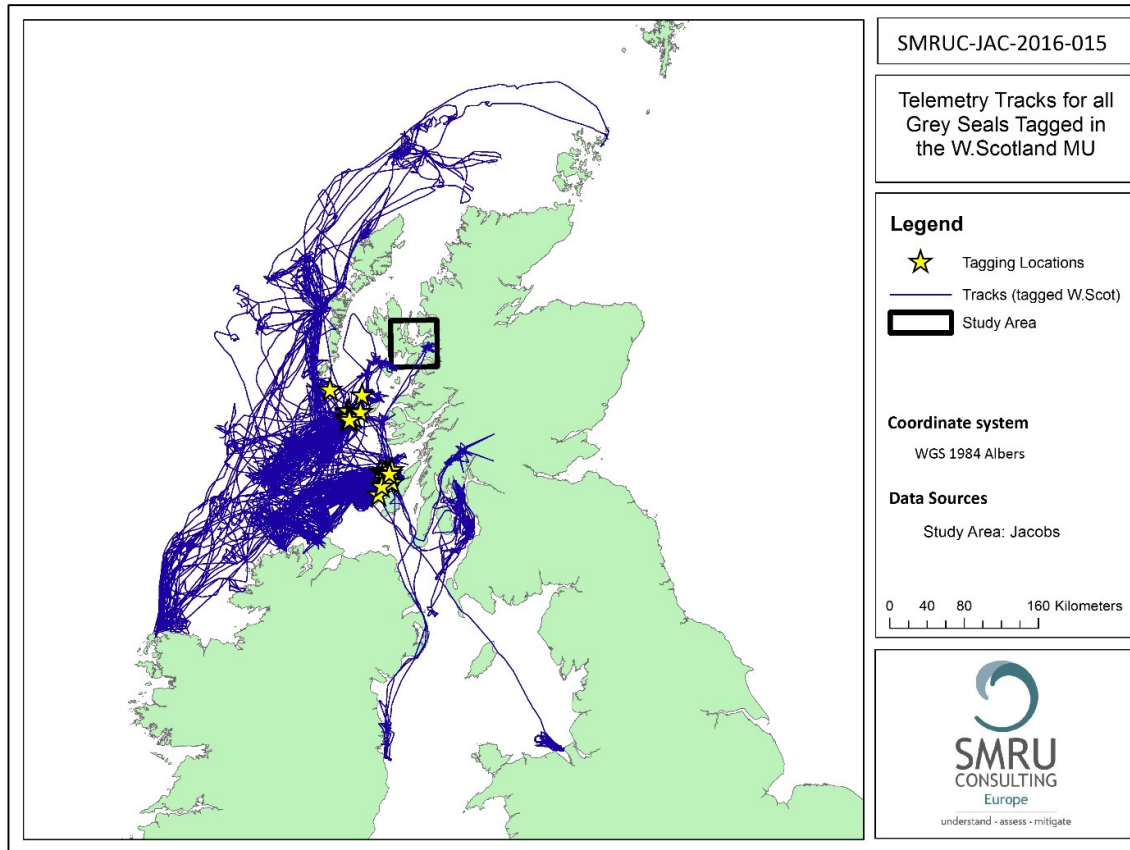 SMRUC-JAC-2016-015
Telemetry Tracks for all
Grey Seals Tagged in
the W.Scotland MU
Legend
Tagging Locations
Tracks (tagged W.Scot)
Study Area
Coordinate system
WGS 1984 Albers
Data Sources
Study Area: Jacobs
0 40 80 160 Kilometers
SMRU
CONSULTING
Europe
understand - assess - mitigate